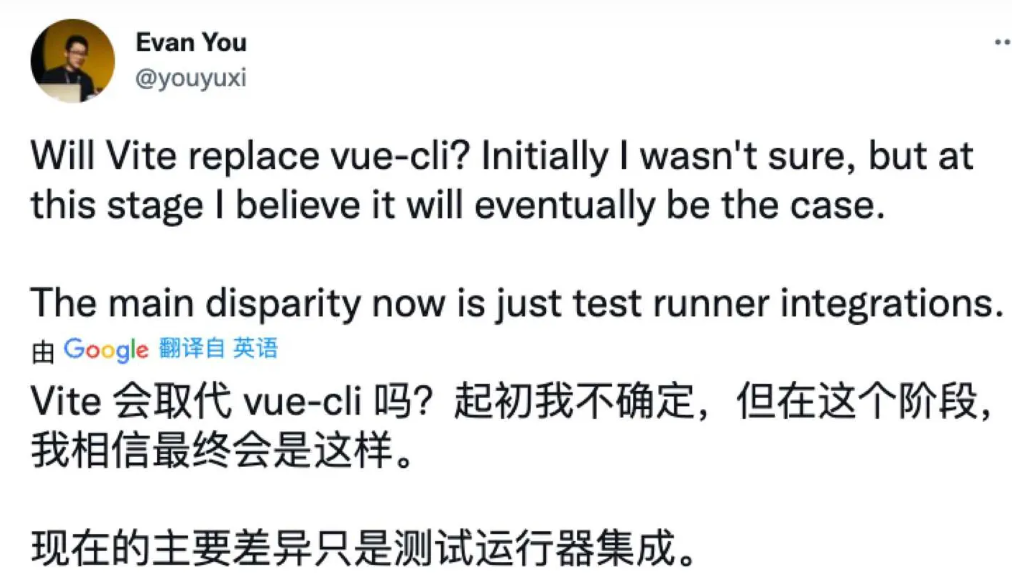 Evan You
@youyuxi
Will Vite replace vue-cli? Initially I wasn't sure, but at
this stage I believe it will eventually be the case.
The main disparity now is just test runner integrations.
由 Google 翻译自 英语
Vite 会取代 vue-cli 吗？起初我不确定，但在这个阶段，
我相信最终会是这样。
现在的主要差异只是测试运行器集成。